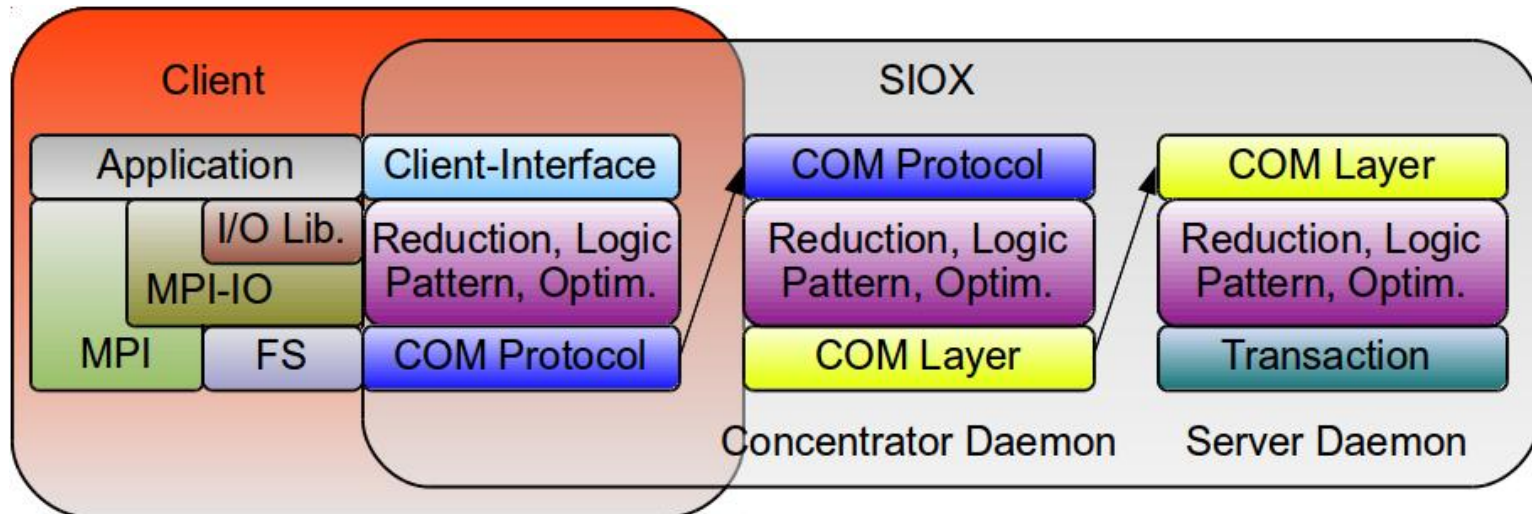 Client
SIOX
Application
Client-Interface
COM Protocol
COM Layer
I/O Lib.
Reduction, Logic
Pattern, Optim.
Reduction, Logic
Pattern, Optim.
Reduction, Logic
Pattern, Optim.
MPI-IO
MPI
FS
COM Protocol
COM Layer
Transaction
Concentrator Daemon
Server Daemon